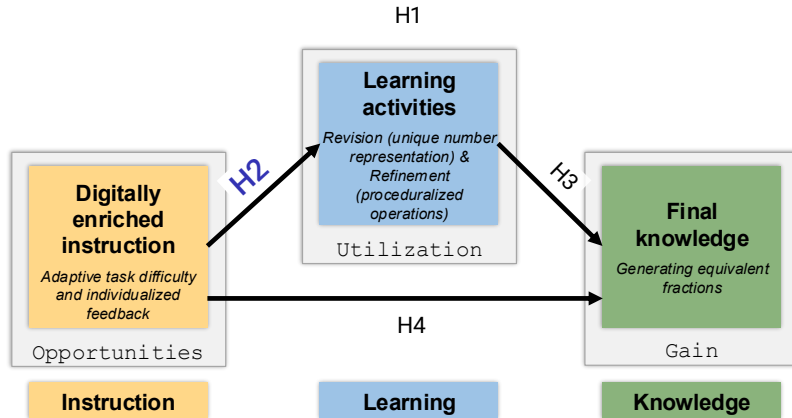 H1
Learning
activities
Revision (unique number
representation) &
Refinement
(proceduralized
operations)
Utilization
H2
H3
Digitally
enriched
instruction
Adaptive task difficulty
and individualized
feedback
Opportunities
Final
knowledge
Generating equivalent
fractions
Gain
H4
Instruction
Learning
Knowledge